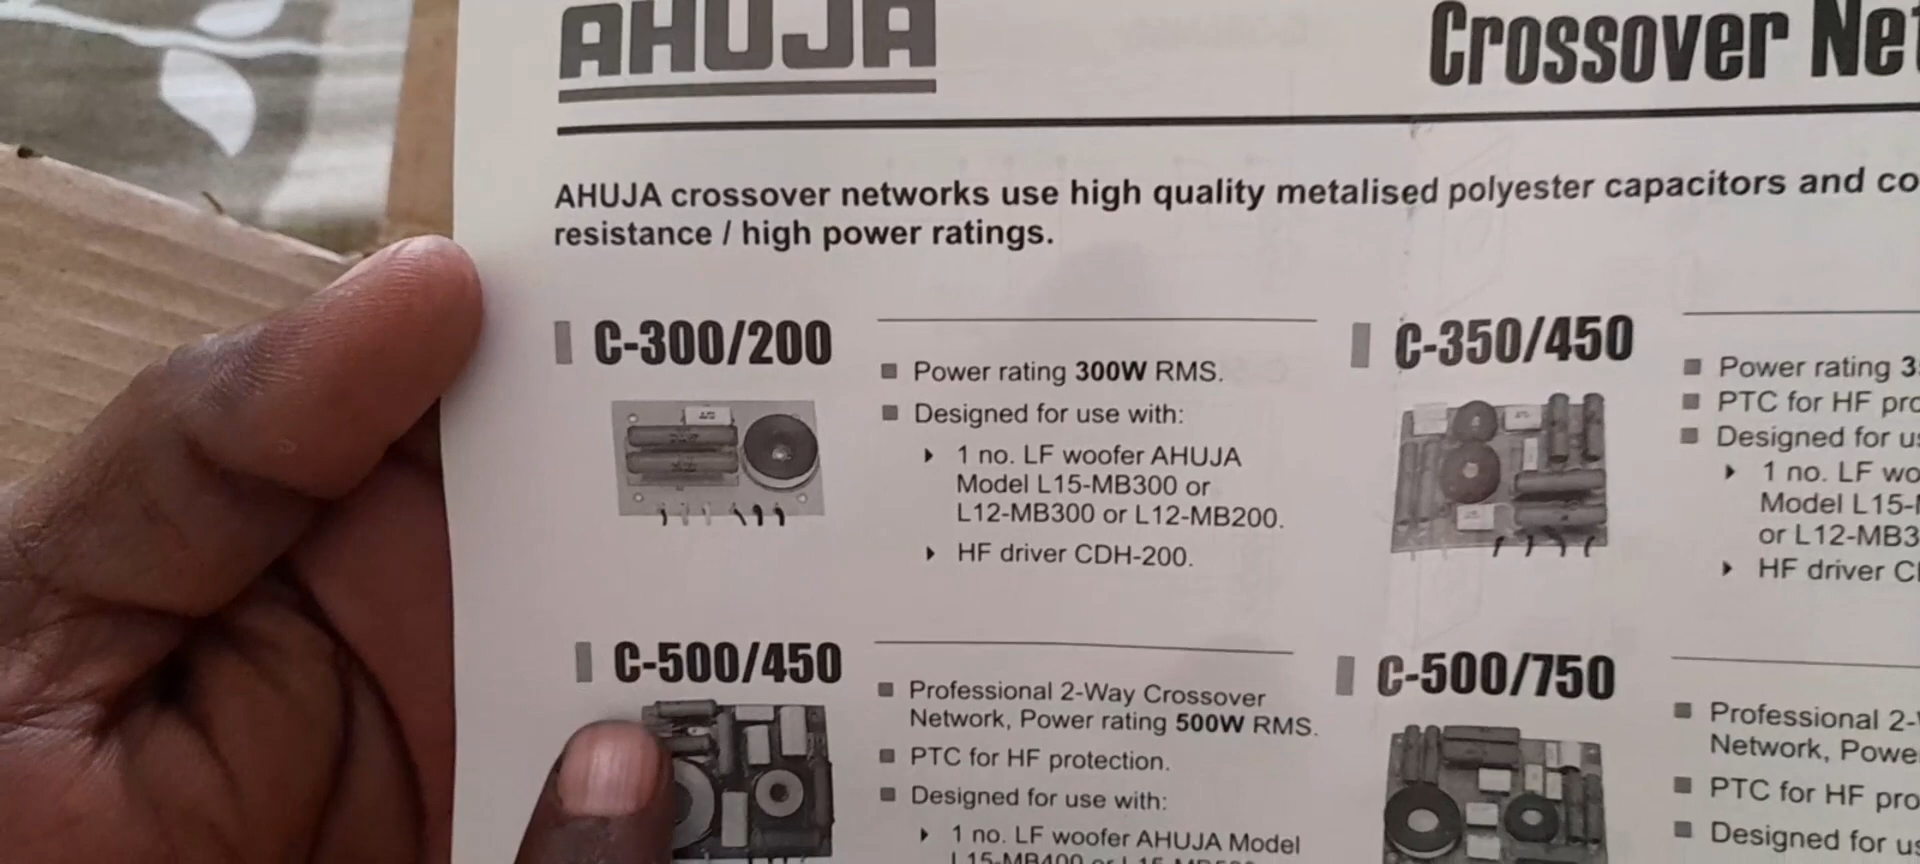 AHUJA
Crossover
AHUJA crossover networks use high quality metalised polyester capacitors and
resistance / high power ratings.
C-300/200
Power rating 300W RMS.
Designed for use with:
1 no. LF woofer AHUJA
Model L15-MB300 or
L12-MB300 or L12-MB200.
HF driver CDH-200.
C-350/450
Power rating
PTC for HF
Designed for
1 no. LF
Model
or
HF driver
C-500/450
Professional 2-Way Crossover
Network, Power rating 500W RMS.
PTC for HF protection.
Designed for use with:
1 no. LF woofer AHUJA Model
C-500/750
Professional
Network,
PTC for HF
Designed for